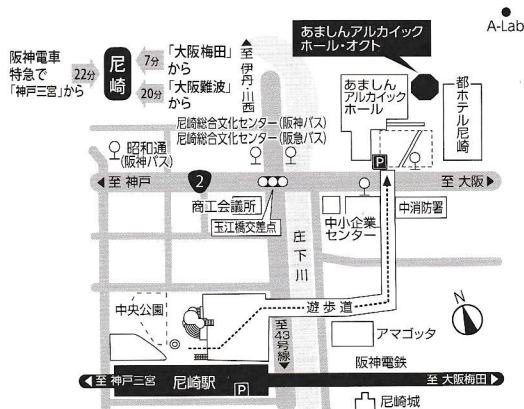 A-Lab
あましんアルカイック
ホール・オクト
阪神電車
特急で
「神戸三宮」から
22分
尼崎
7分
「大阪梅田」
から
20分
「大阪難波」
から
至伊丹・川西
あましん
アルカイック
ホール
都ホテル尼崎
尼崎総合文化センター(阪神バス)
尼崎総合文化センター(阪急バス)
昭和通
(阪神バス)
P
至 神戸
2
至 大阪
商工会議所
玉江橋交差点
中小企業
センター
中消防署
庄下川
中央公園
遊歩道
N
至43号線
アマゴッタ
阪神電鉄
至 神戸三宮
尼崎駅
P
至 大阪梅田
尼崎城